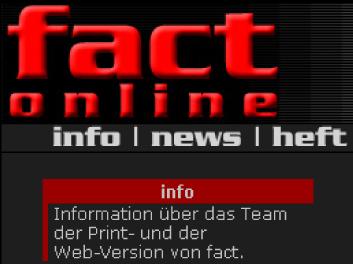 fact
online
info | news | heft
info
Information über das Team
der Print- und der
Web-Version von fact.